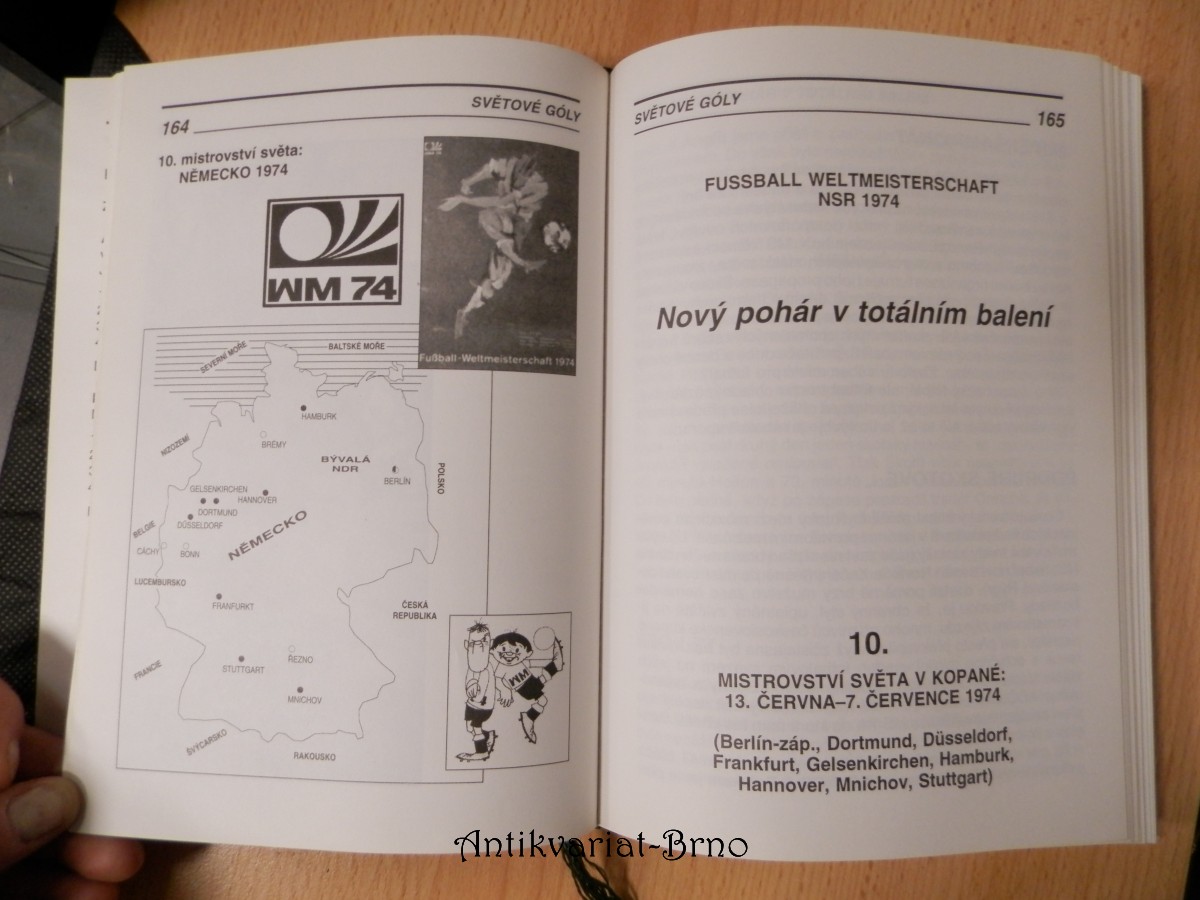 164
SVĚTOVÉ GÓLY
10. mistrovství světa:
NĚMECKO 1974
WM 74
Fußball-Weltmeisterschaft 1974
SEVERNÍ MOŘE
BALTSKÉ MOŘE
HAMBURK
NIZOZEMÍ
BRÉMY
BÝVALÁ
NDR
BERLÍN
POLSKO
GELSENKIRCHEN
HANNOVER
DORTMUND
DÜSSELDORF
BELGIE
NĚMECKO
CÁCHY
BONN
LUCEMBURSKO
FRANFURKT
ČESKÁ
REPUBLIKA
STUTTGART
ŘEZNO
FRANCIE
MNICHOV
ŠVÝCARSKO
RAKOUSKO
WM
SVĚTOVÉ GÓLY
165
FUSSBALL WELTMEISTERSCHAFT
NSR 1974
Nový pohár v totálním balení
10.
MISTROVSTVÍ SVĚTA V KOPANÉ:
13. ČERVNA–7. ČERVENCE 1974
(Berlín-záp., Dortmund, Düsseldorf,
Frankfurt, Gelsenkirchen, Hamburk,
Hannover, Mnichov, Stuttgart)
Antikvariat-Brno